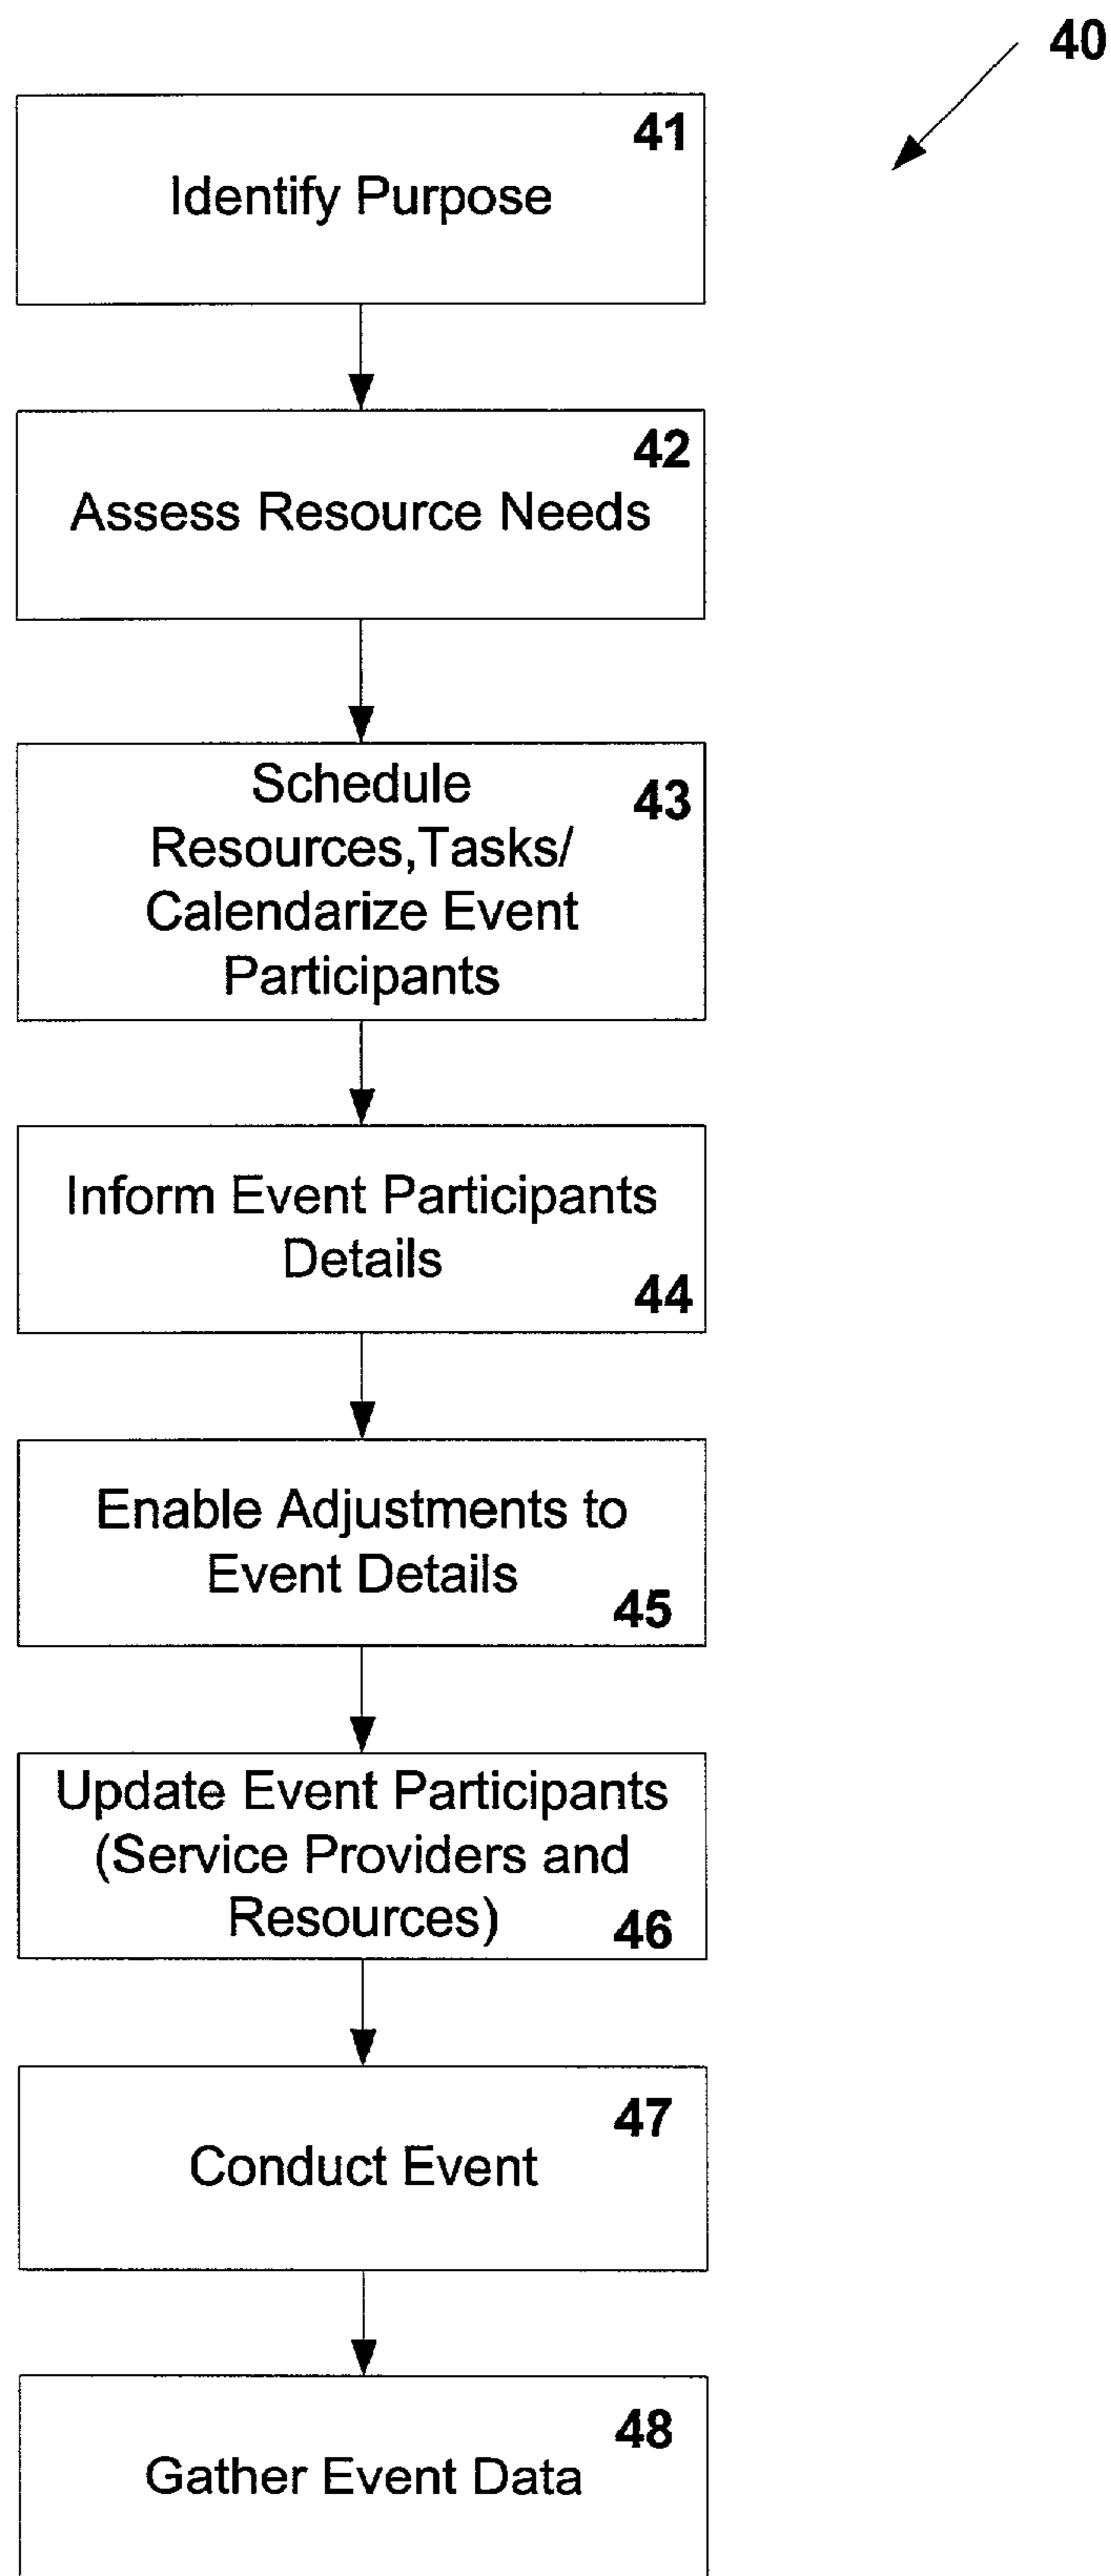 40
41
Identify Purpose
42
Assess Resource Needs
Schedule
43
Resources,Tasks/
Calendarize Event
Participants
Inform Event Participants
Details
44
Enable Adjustments to
Event Details
45
Update Event Participants
(Service Providers and
Resources)
46
47
Conduct Event
48
Gather Event Data